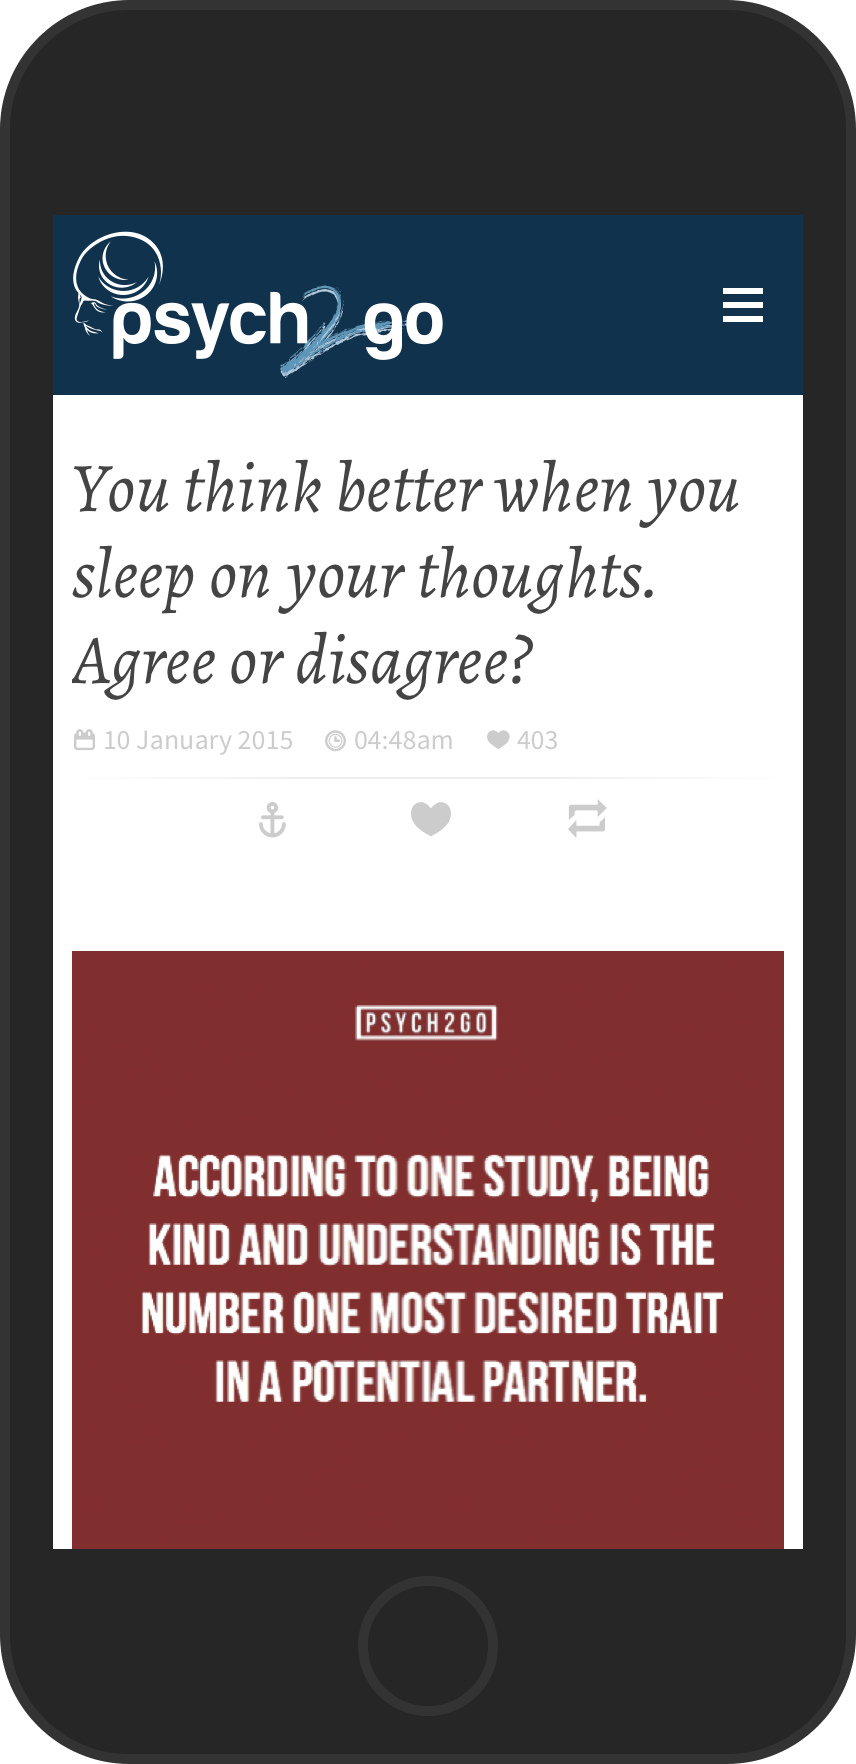 psych2go
You think better when you
sleep on your thoughts.
Agree or disagree?
10 January 2015 04:48am 403
PSYCH2GO
ACCORDING TO ONE STUDY, BEING
KIND AND UNDERSTANDING IS THE
NUMBER ONE MOST DESIRED TRAIT
IN A POTENTIAL PARTNER.